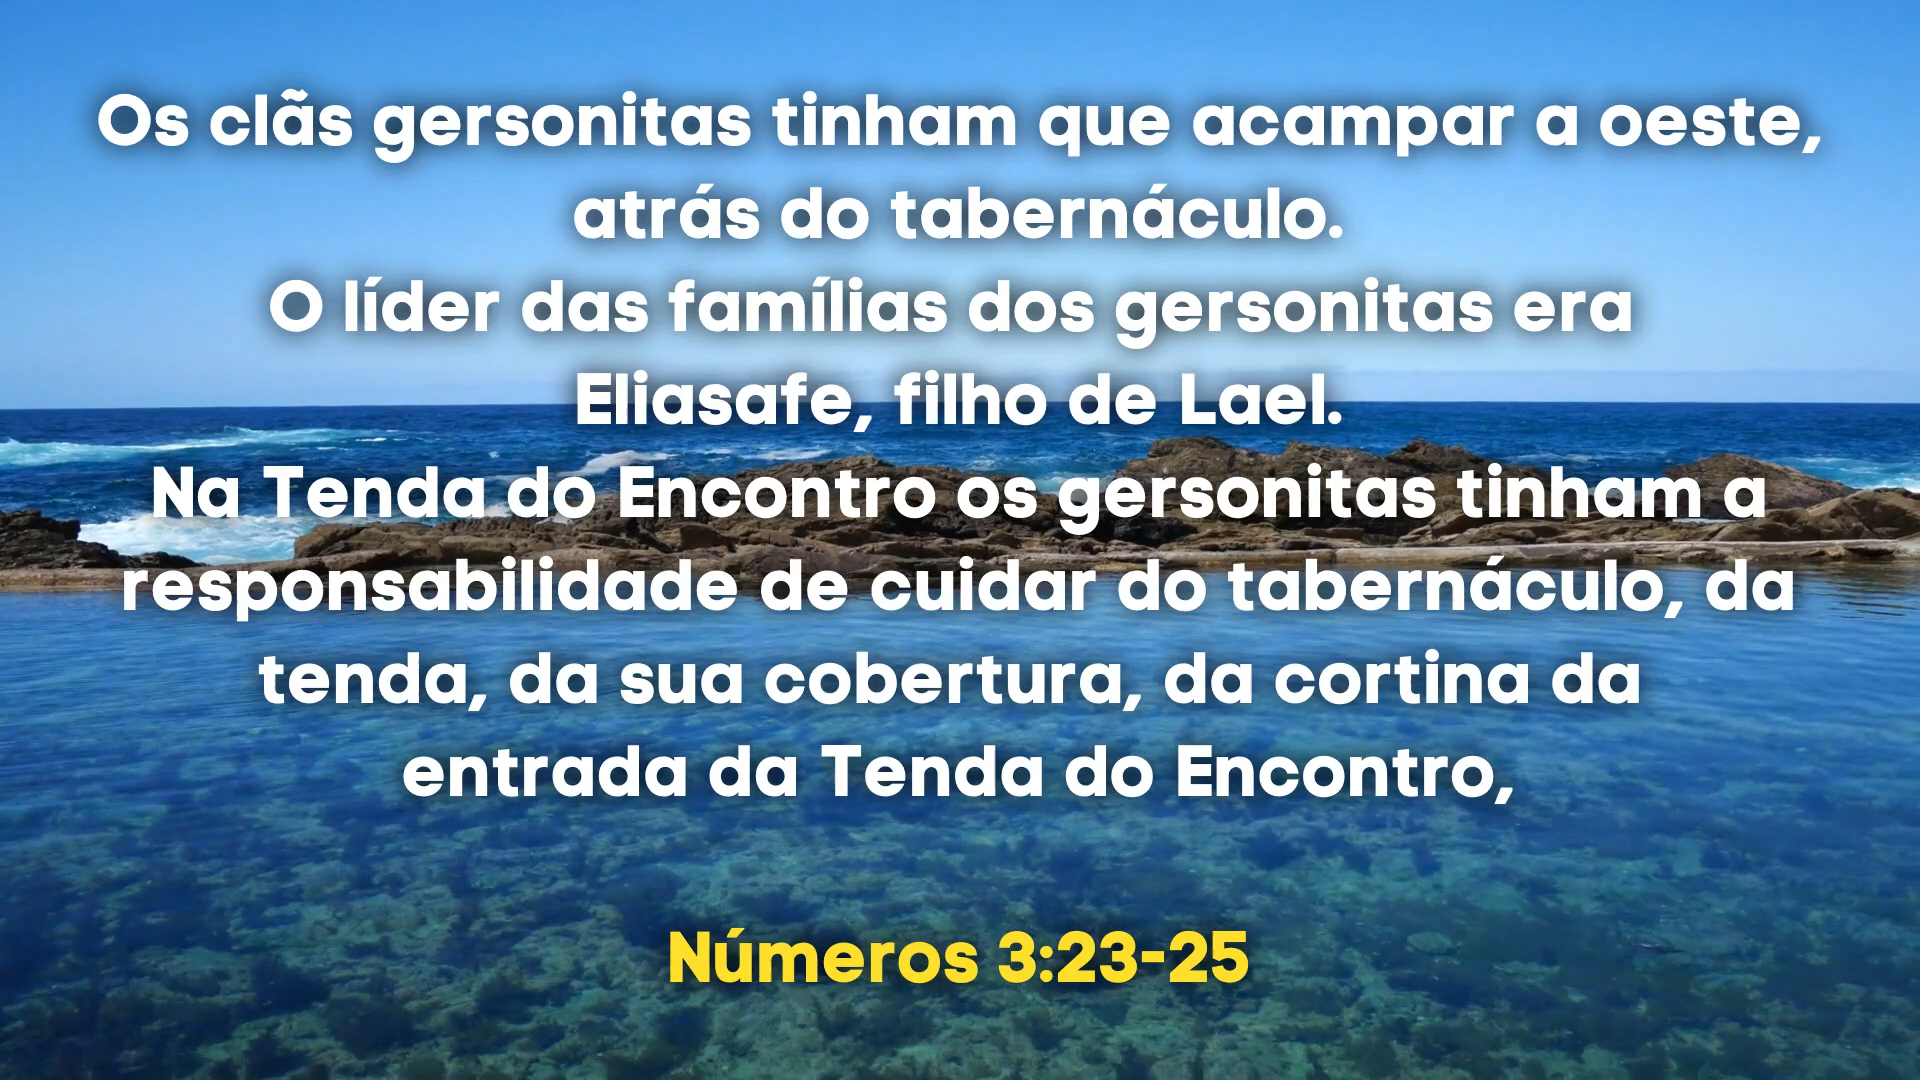 Os clãs gersonitas tinham que acampar a oeste,
atrás do tabernáculo.
O líder das famílias dos gersonitas era
Eliasafe, filho de Lael.
Na Tenda do Encontro os gersonitas tinham a
responsabilidade de cuidar do tabernáculo, da
tenda, da sua cobertura, da cortina da
entrada da Tenda do Encontro,
Números 3:23-25